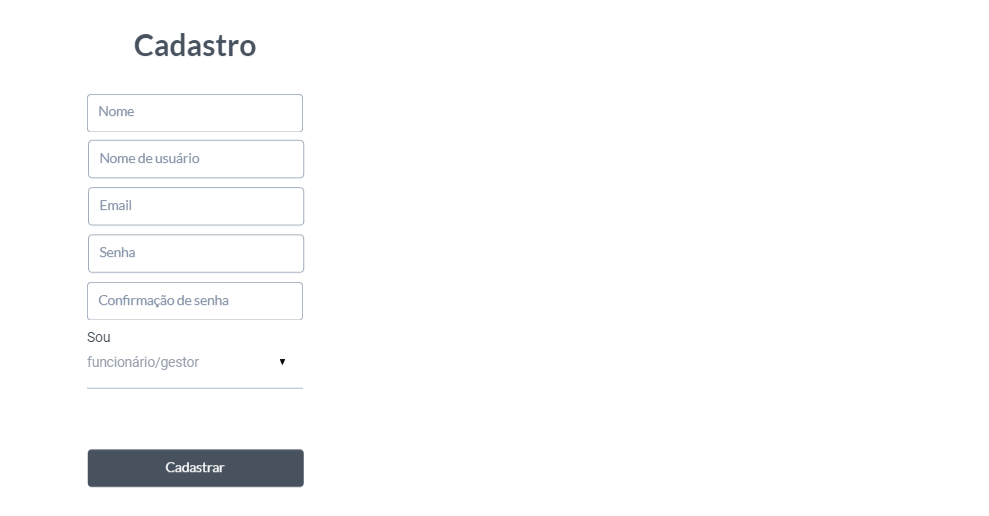 Cadastro
Nome
Nome de usuário
Email
Senha
Confirmação de senha
Sou
funcionário/gestor
Cadastrar